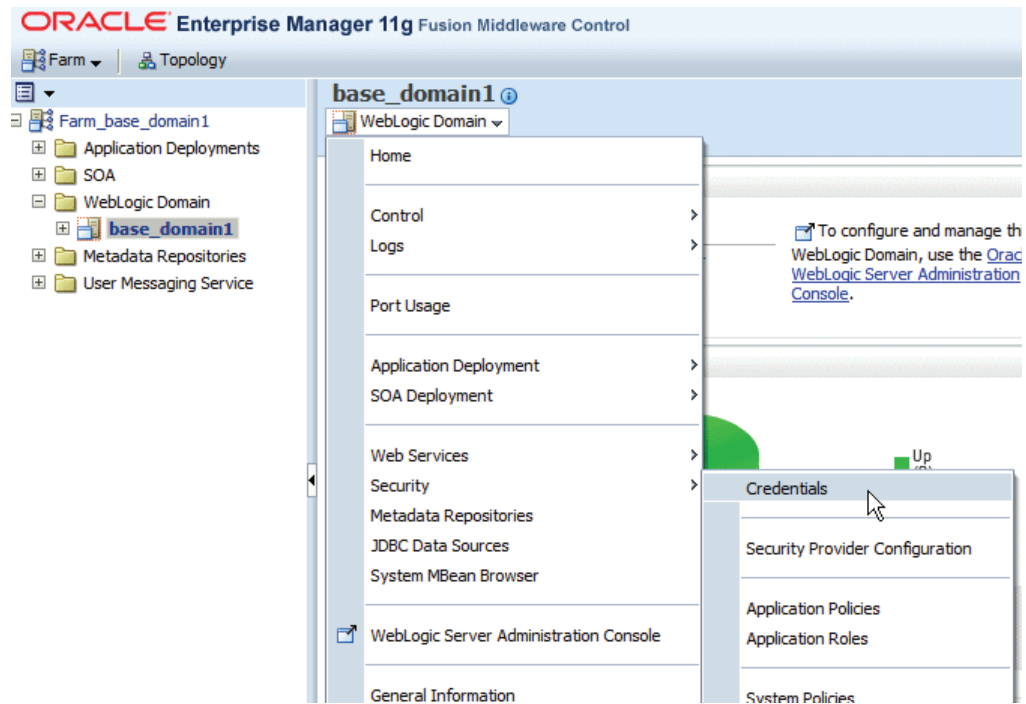 ORACLE Enterprise Manager 11g Fusion Middleware Control
Farm
Topology
base_domain1
WebLogic Domain
Farm_base_domain1
Application Deployments
SOA
WebLogic Domain
base_domain1
Metadata Repositories
User Messaging Service
Home
Control
Logs
Port Usage
Application Deployment
SOA Deployment
Web Services
Security
Metadata Repositories
JDBC Data Sources
System MBean Browser
WebLogic Server Administration Console
General Information
To configure and manage th
WebLogic Domain, use the Orac
WebLogic Server Administration
Console.
Up
Credentials
Security Provider Configuration
Application Policies
Application Roles
System Policies